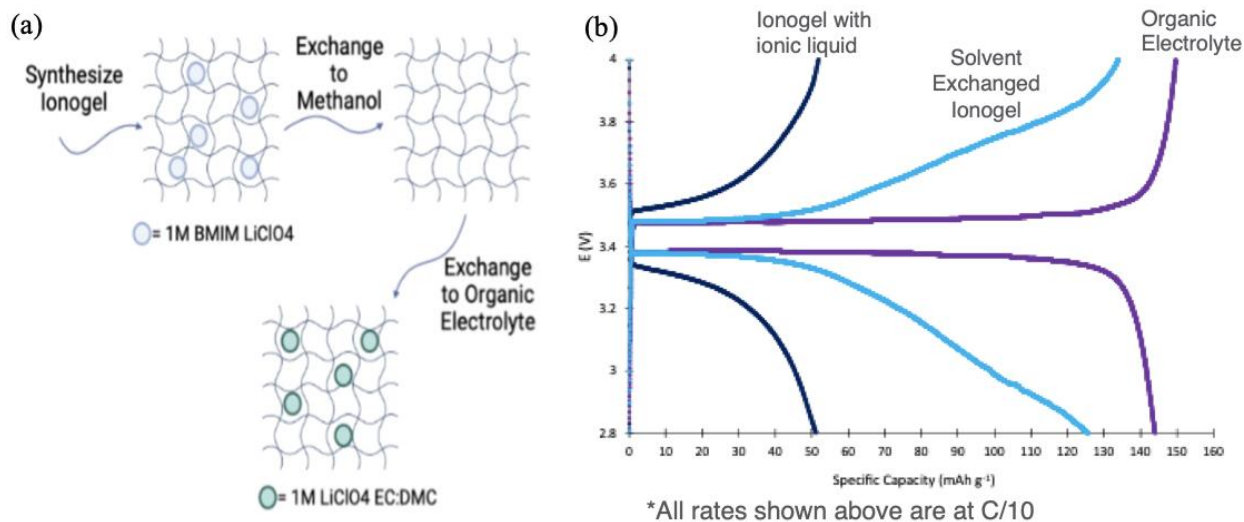 (a)
Synthesize
Ionogel
Exchange
to
Methanol
= 1M BMIM LiClO4
Exchange
to Organic
Electrolyte
= 1M LiClO4 EC:DMC
(b)
Ionogel with
ionic liquid
Solvent
Exchanged
Ionogel
Organic
Electrolyte
E (V)
4
3.8
3.6
3.4
3.2
3
2.8
0 10 20 30 40 50 60 70 80 90 100 110 120 130 140 150 160
Specific Capacity (mAh g⁻¹)
*All rates shown above are at C/10